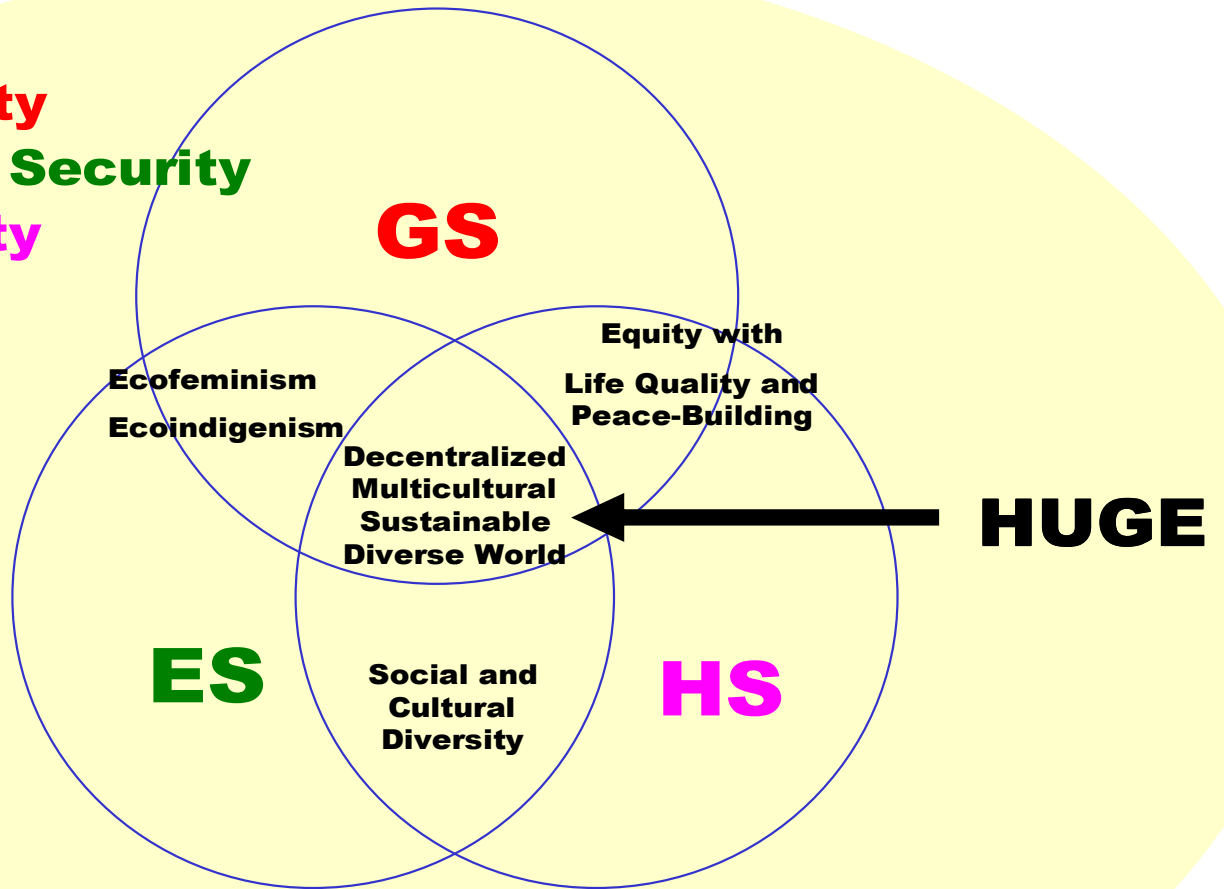 ty
Security
ty
GS
Equity with
Life Quality and
Peace-Building
Ecofeminism
Ecoindigenism
Decentralized
Multicultural
Sustainable
Diverse World
HUGE
ES
HS
Social and
Cultural
Diversity